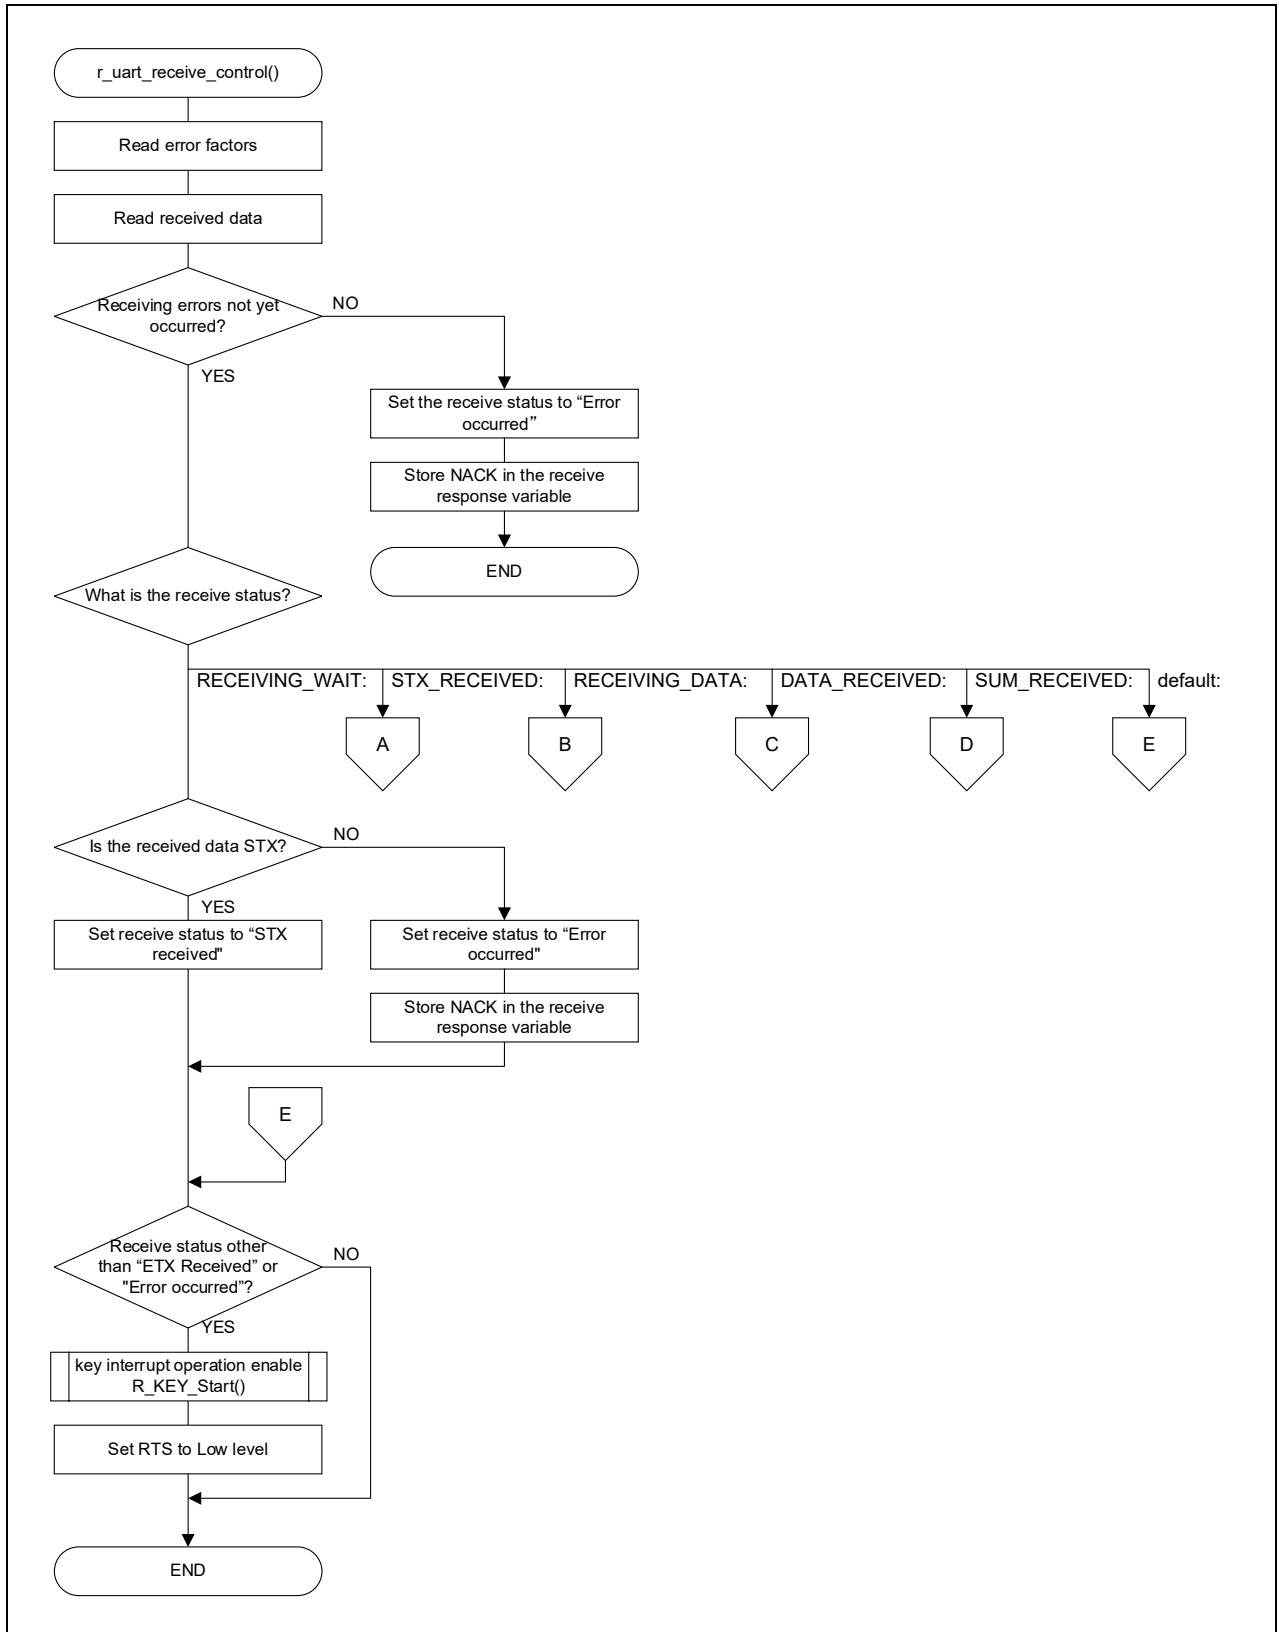 r_uart_receive_control()
Read error factors
Read received data
Receiving errors not yet
occurred?
NO
YES
Set the receive status to “Error
occurred”
Store NACK in the receive
response variable
END
What is the receive status?
RECEIVING_WAIT: STX_RECEIVED: RECEIVING_DATA: DATA_RECEIVED: SUM_RECEIVED: default:
A B C D E
Is the received data STX?
NO
YES
Set receive status to “STX
received"
Set receive status to “Error
occurred"
Store NACK in the receive
response variable
E
Receive status other
than “ETX Received” or
"Error occurred”?
NO
YES
key interrupt operation enable
R_KEY_Start()
Set RTS to Low level
END